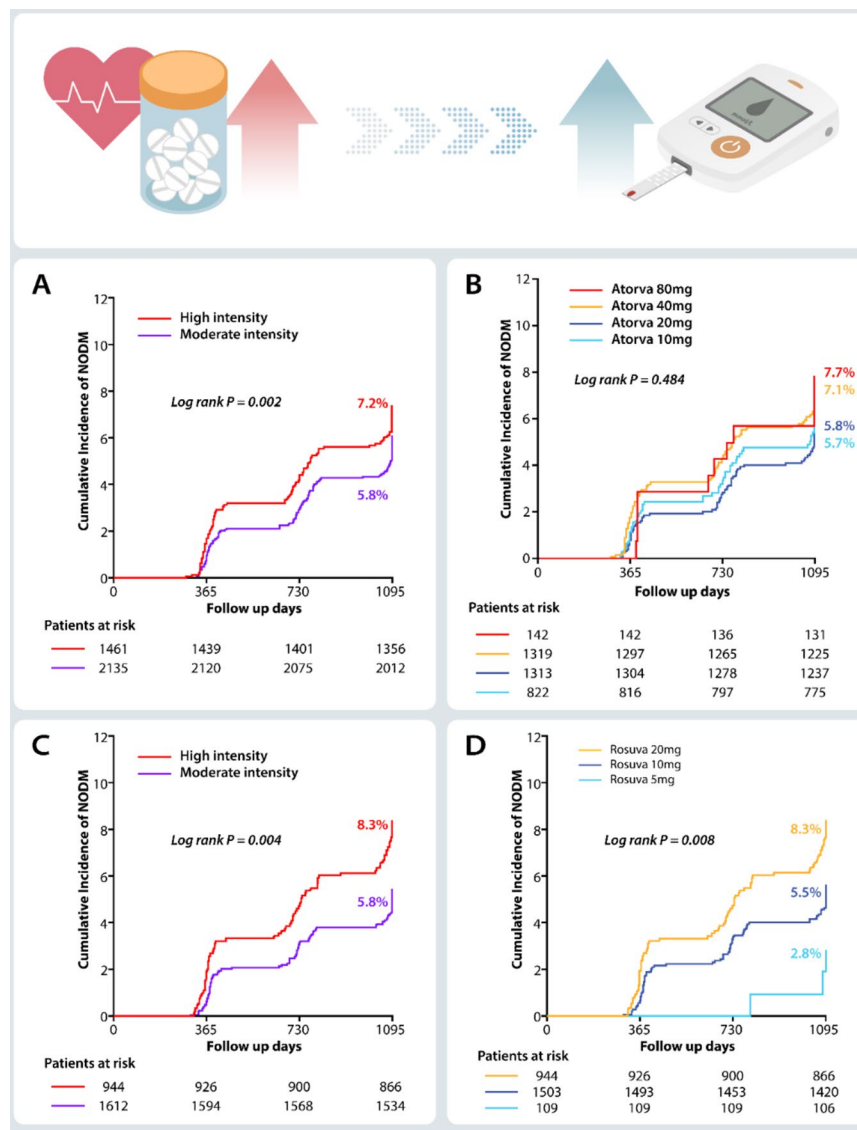 A
12
10
8
6
4
2
0
Cumulative Incidence of NODM
High intensity
Moderate intensity
Log rank P = 0.002
7.2%
5.8%
0 365 730 1095
Follow up days
Patients at risk
1461 1439 1401 1356
2135 2120 2075 2012
B
12
10
8
6
4
2
0
Cumulative Incidence of NODM
Atorva 80mg
Atorva 40mg
Atorva 20mg
Atorva 10mg
Log rank P = 0.484
7.7%
7.1%
5.8%
5.7%
0 365 730 1095
Follow up days
Patients at risk
142 142 136 131
1319 1297 1265 1225
1313 1304 1278 1237
822 816 797 775
C
12
10
8
6
4
2
0
Cumulative Incidence of NODM
High intensity
Moderate intensity
Log rank P = 0.004
8.3%
5.8%
0 365 730 1095
Follow up days
Patients at risk
944 926 900 866
1612 1594 1568 1534
D
12
10
8
6
4
2
0
Cumulative Incidence of NODM
Rosuva 20mg
Rosuva 10mg
Rosuva 5mg
Log rank P = 0.008
8.3%
5.5%
2.8%
0 365 730 1095
Follow up days
Patients at risk
944 926 900 866
1503 1493 1453 1420
109 109 109 106